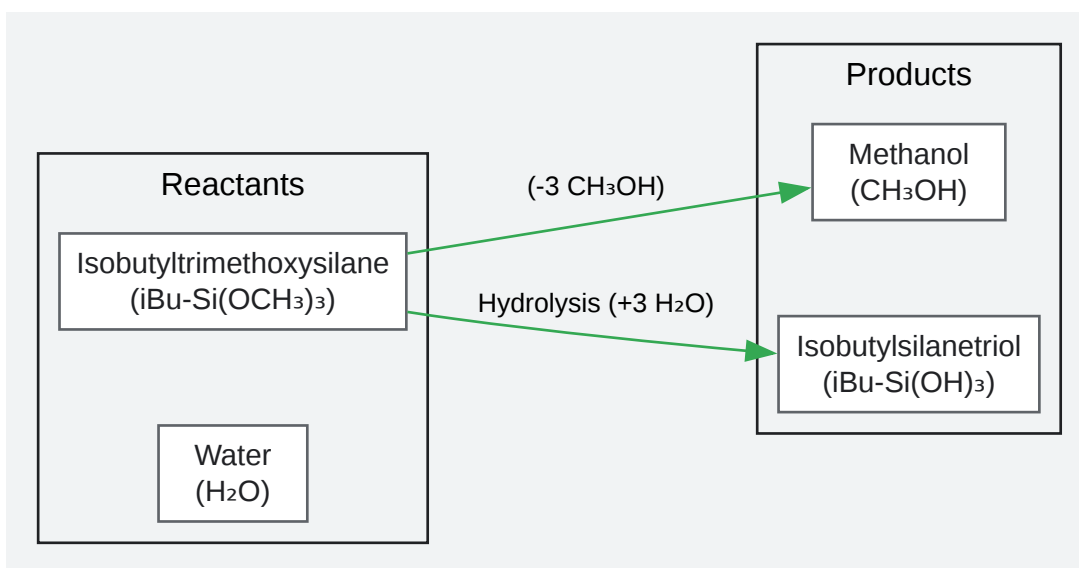 Reactants
Isobutyltrimethoxysilane
(iBu-Si(OCH₃)₃)
Water
(H₂O)
(-3 CH₃OH)
Hydrolysis (+3 H₂O)
Products
Methanol
(CH₃OH)
Isobutylsilanetriol
(iBu-Si(OH)₃)